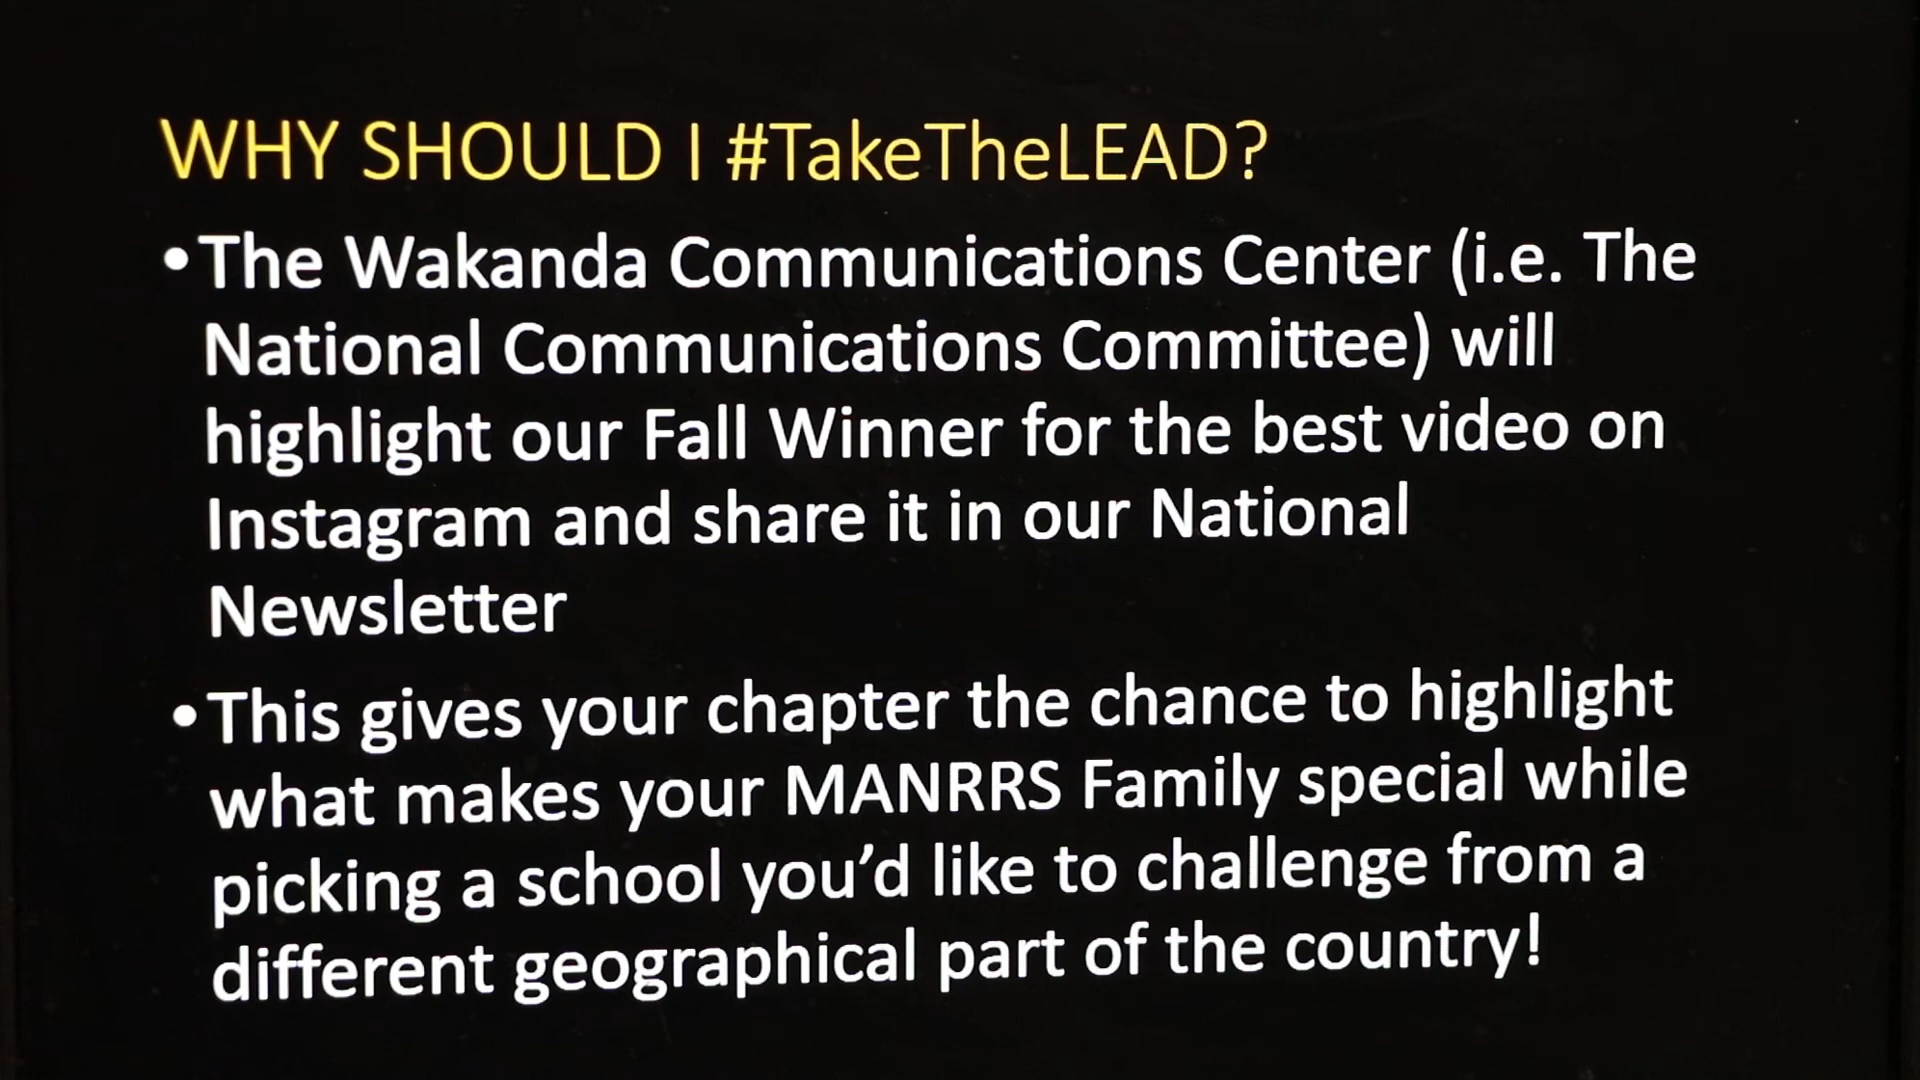 WHY SHOULD I #TakeTheLEAD?
•The Wakanda Communications Center (i.e. The
National Communications Committee) will
highlight our Fall Winner for the best video on
Instagram and share it in our National
Newsletter
•This gives your chapter the chance to highlight
what makes your MANRRS Family special while
picking a school you’d like to challenge from a
different geographical part of the country!